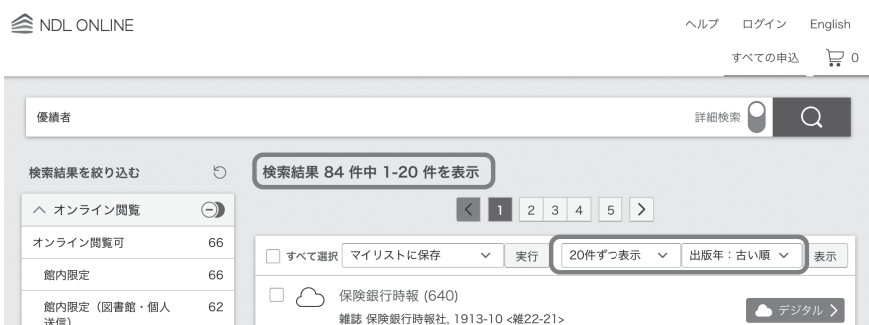 NDL ONLINE
ヘルプ ログイン English
すべての申込 0
優績者 詳細検索
検索結果を絞り込む
検索結果 84 件中 1-20 件を表示
オンライン閲覧
1 2 3 4 5
オンライン閲覧可 66
すべて選択 マイリストに保存 実行 20件ずつ表示 出版年：古い順 表示
館内限定 66
保険銀行時報 (640)
館内限定（図書館・個人 62
送信）
雑誌 保険銀行時報社, 1913-10 <雑22-21>
デジタル